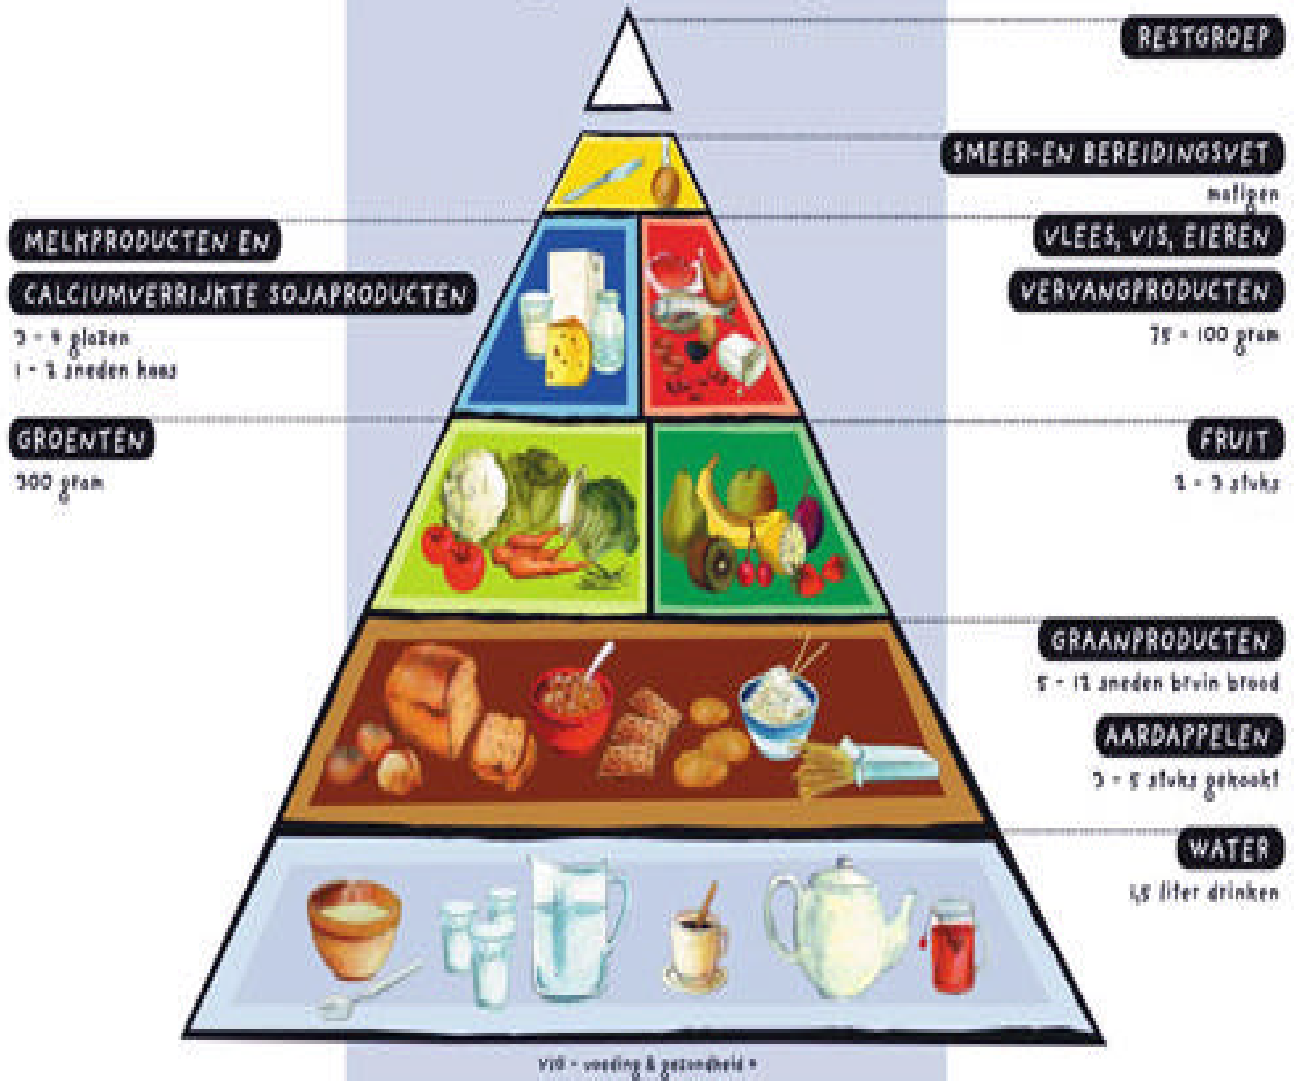 RESTGROEP
SMEER-EN BEREIDINGSVET
matigen
MELKPRODUCTEN EN
CALCIUMVERRIJKTE SOJAPRODUCTEN
3 - 4 glazen
1 - 2 sneden kaas
VLEES, VIS, EIEREN
VERVANGPRODUCTEN
75 - 100 gram
GROENTEN
300 gram
FRUIT
2 - 3 stuks
GRAANPRODUCTEN
5 - 12 sneden bruin brood
AARDAPPELEN
3 - 5 stuks gekookt
WATER
1,5 liter drinken
VIG - voeding & gezondheid